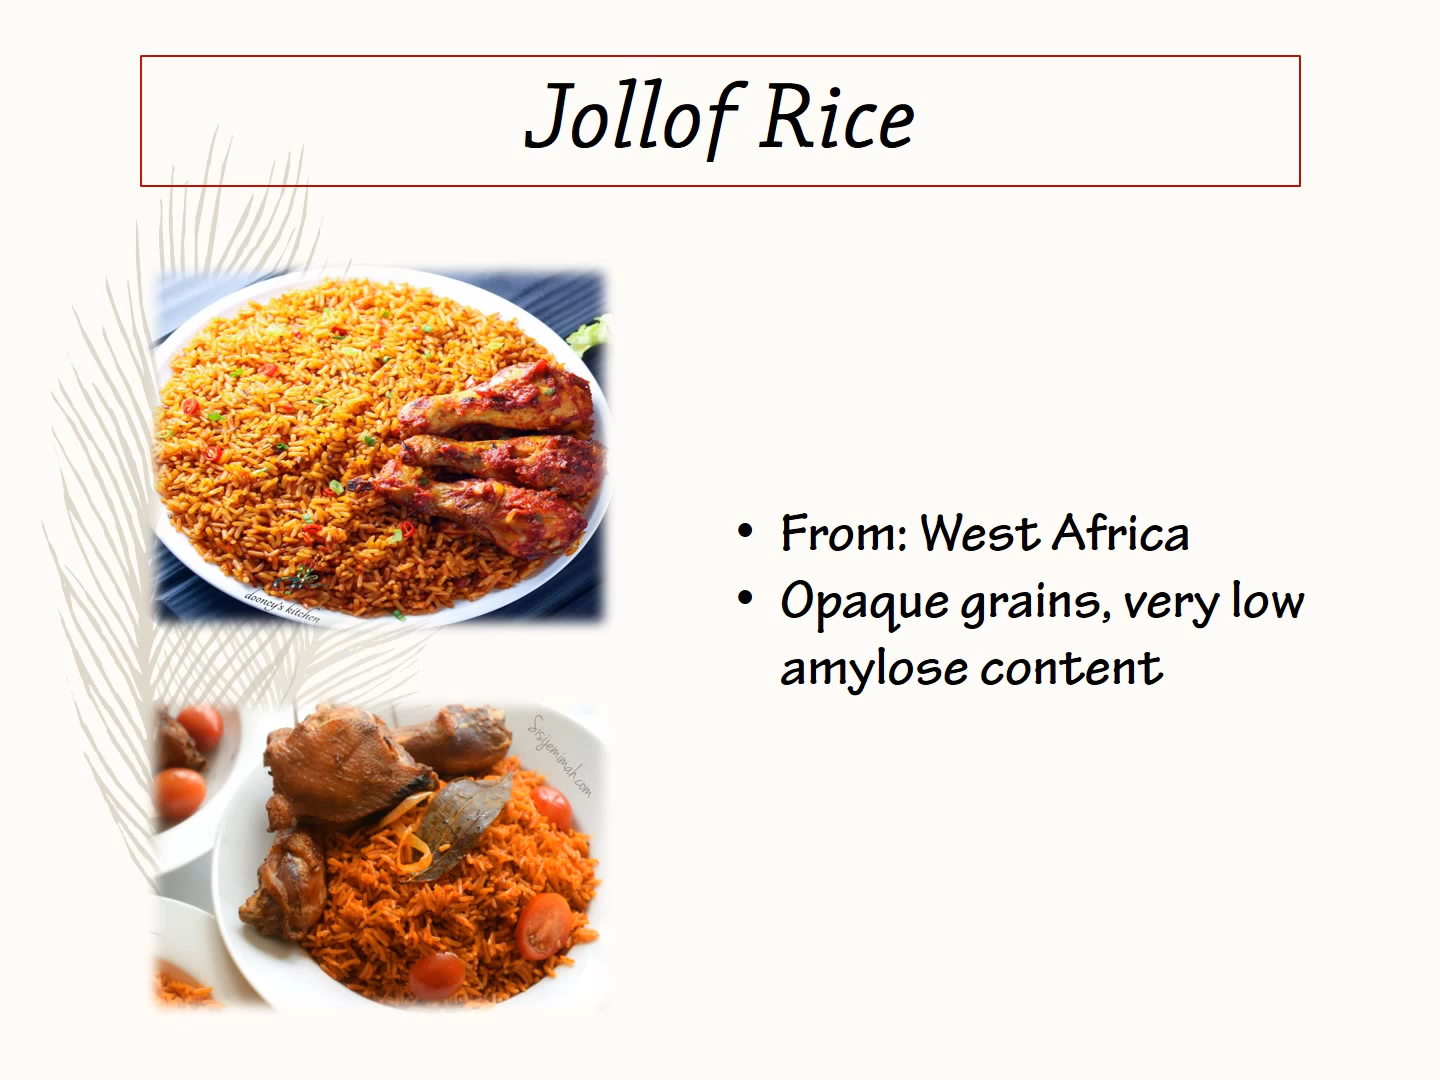 Jollof Rice
dooney's kitchen
• From: West Africa
• Opaque grains, very low
amylose content
Sisijemimah.com